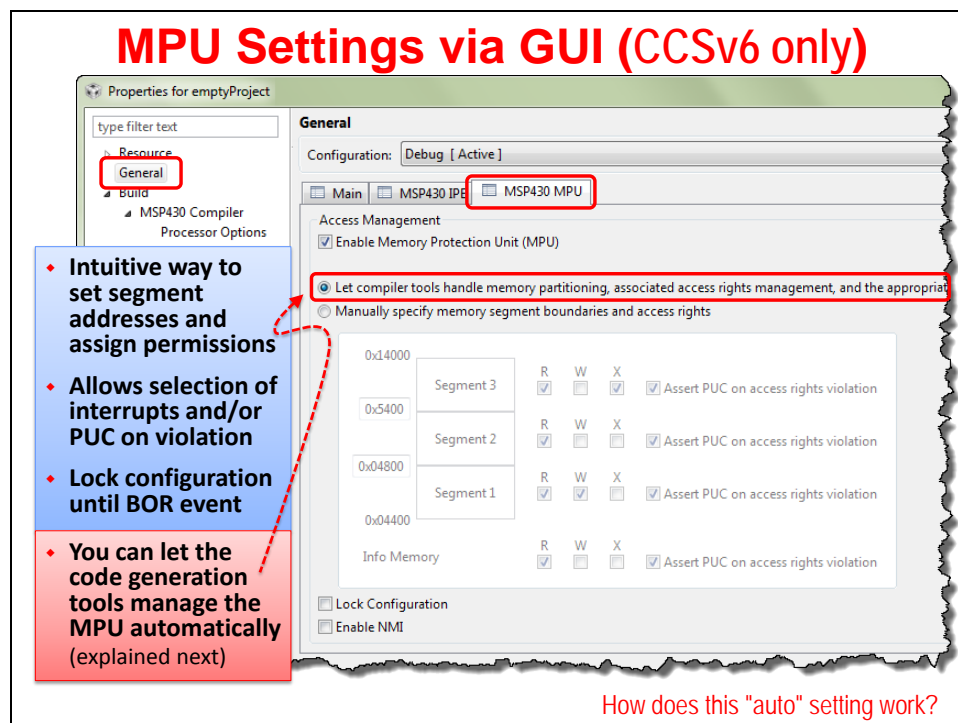 MPU Settings via GUI (CCSv6 only)
Properties for emptyProject
type filter text
Resource
General
Build
MSP430 Compiler
Processor Options
General
Configuration: Debug [ Active ]
Main
MSP430 IPE
MSP430 MPU
Access Management
Enable Memory Protection Unit (MPU)
Let compiler tools handle memory partitioning, associated access rights management, and the appropriat
Manually specify memory segment boundaries and access rights
0x14000
Segment 3
R W X
Assert PUC on access rights violation
0x5400
Segment 2
R W X
Assert PUC on access rights violation
0x04800
Segment 1
R W X
Assert PUC on access rights violation
0x04400
Info Memory
R W X
Assert PUC on access rights violation
Lock Configuration
Enable NMI
• Intuitive way to
set segment
addresses and
assign permissions
• Allows selection of
interrupts and/or
PUC on violation
• Lock configuration
until BOR event
• You can let the
code generation
tools manage the
MPU automatically
(explained next)
How does this "auto" setting work?